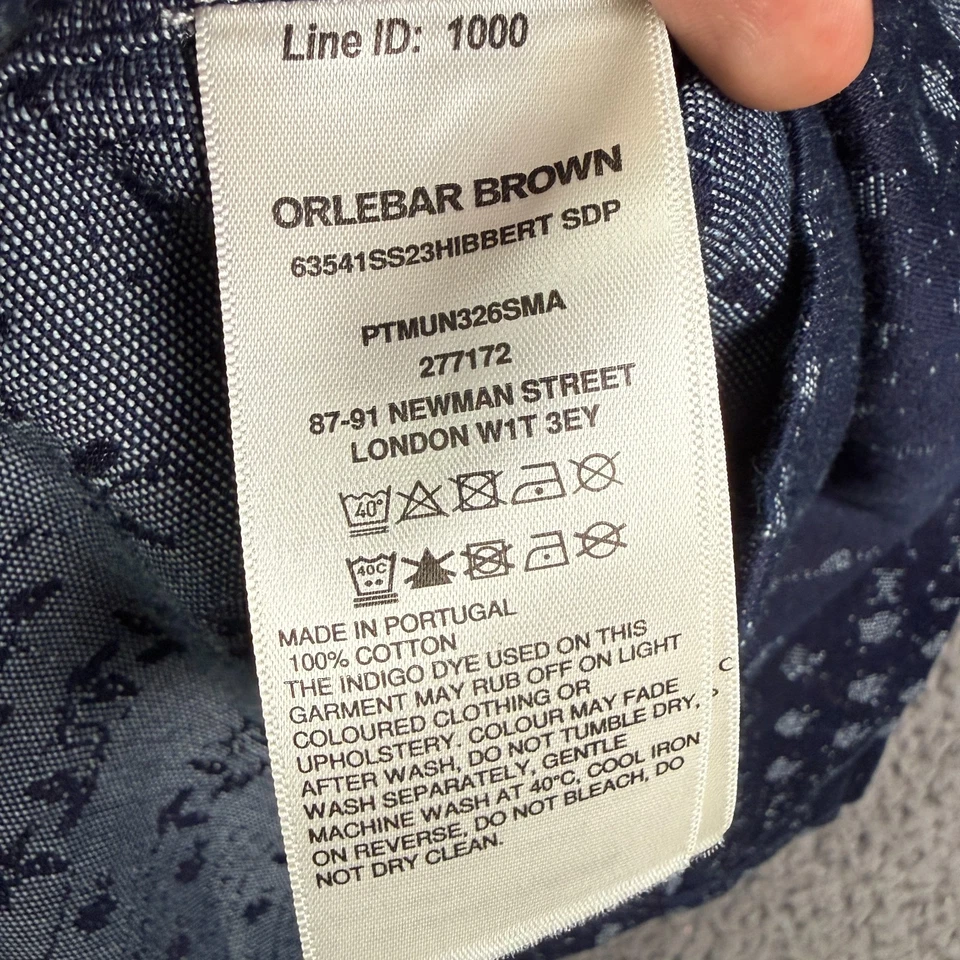 Line ID: 1000
ORLEBAR BROWN
63541SS23HIBBERT SDP
PTMUN326SMA
277172
87-91 NEWMAN STREET
LONDON W1T 3EY
40°
40C
MADE IN PORTUGAL
100% COTTON
THE INDIGO DYE USED ON THIS
GARMENT MAY RUB OFF ON LIGHT
COLOURED CLOTHING OR
UPHOLSTERY. COLOUR MAY FADE
AFTER WASH, DO NOT TUMBLE DRY,
WASH SEPARATELY, GENTLE
MACHINE WASH AT 40°C, COOL IRON
ON REVERSE, DO NOT BLEACH, DO
NOT DRY CLEAN.